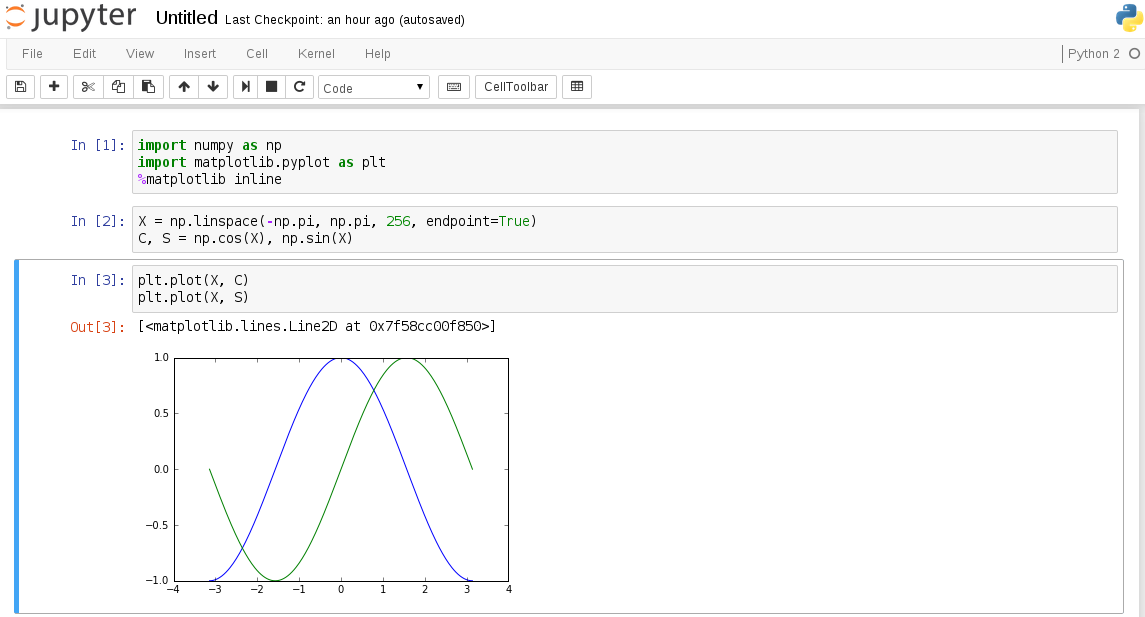 jupyter Untitled Last Checkpoint: an hour ago (autosaved)
File Edit View Insert Cell Kernel Help Python 2
Code CellToolbar
In [1]: import numpy as np
import matplotlib.pyplot as plt
%matplotlib inline
In [2]: X = np.linspace(-np.pi, np.pi, 256, endpoint=True)
C, S = np.cos(X), np.sin(X)
In [3]: plt.plot(X, C)
plt.plot(X, S)
Out[3]: [<matplotlib.lines.Line2D at 0x7f58cc00f850>]
1.0
0.5
0.0
−0.5
−1.0
−4 −3 −2 −1 0 1 2 3 4